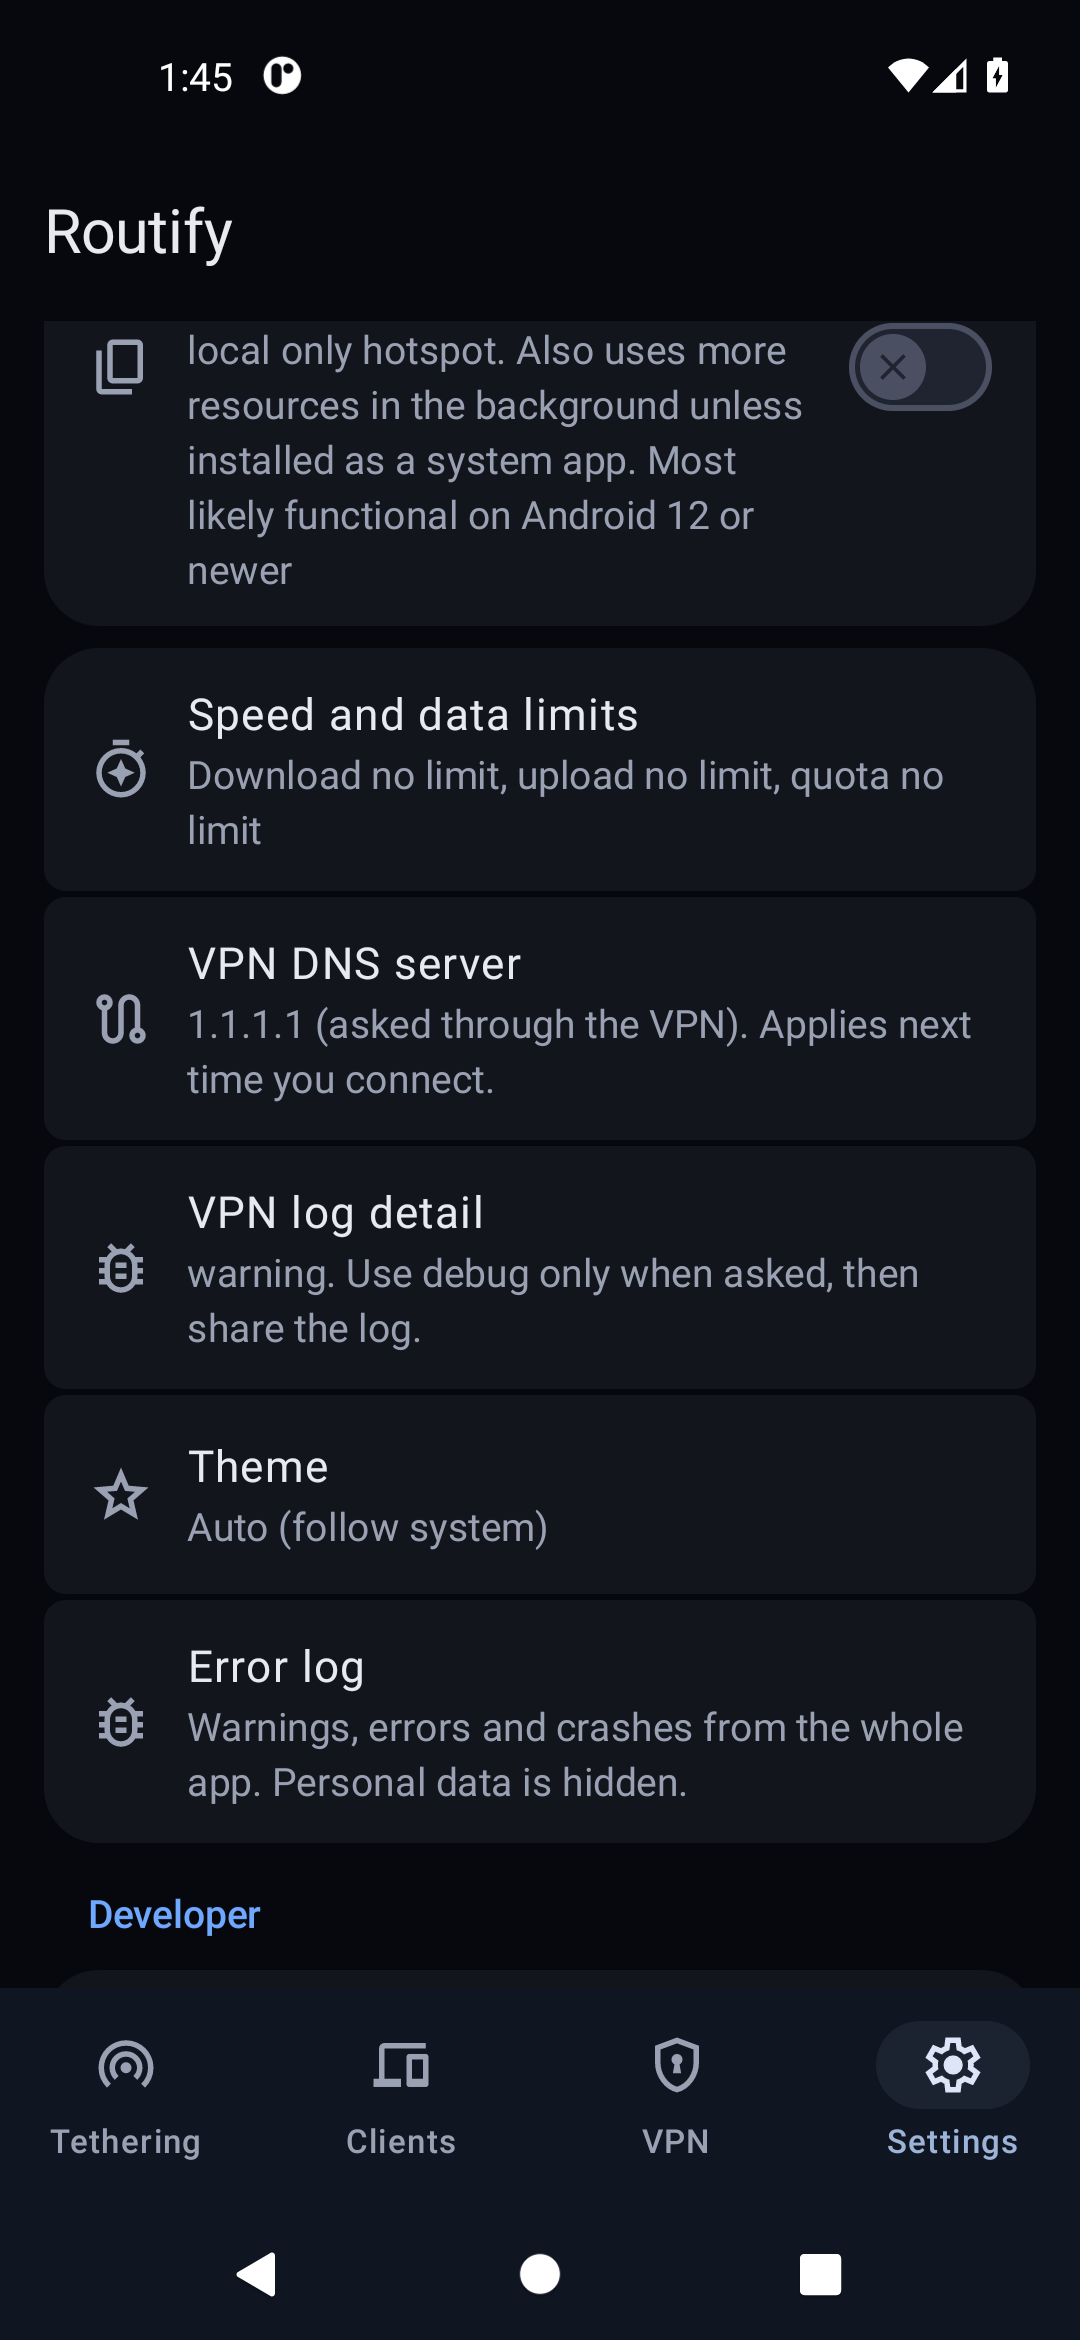 1:45
Routify
local only hotspot. Also uses more
resources in the background unless
installed as a system app. Most
likely functional on Android 12 or
newer
Speed and data limits
Download no limit, upload no limit, quota no
limit
VPN DNS server
1.1.1.1 (asked through the VPN). Applies next
time you connect.
VPN log detail
warning. Use debug only when asked, then
share the log.
Theme
Auto (follow system)
Error log
Warnings, errors and crashes from the whole
app. Personal data is hidden.
Developer
Tethering
Clients
VPN
Settings